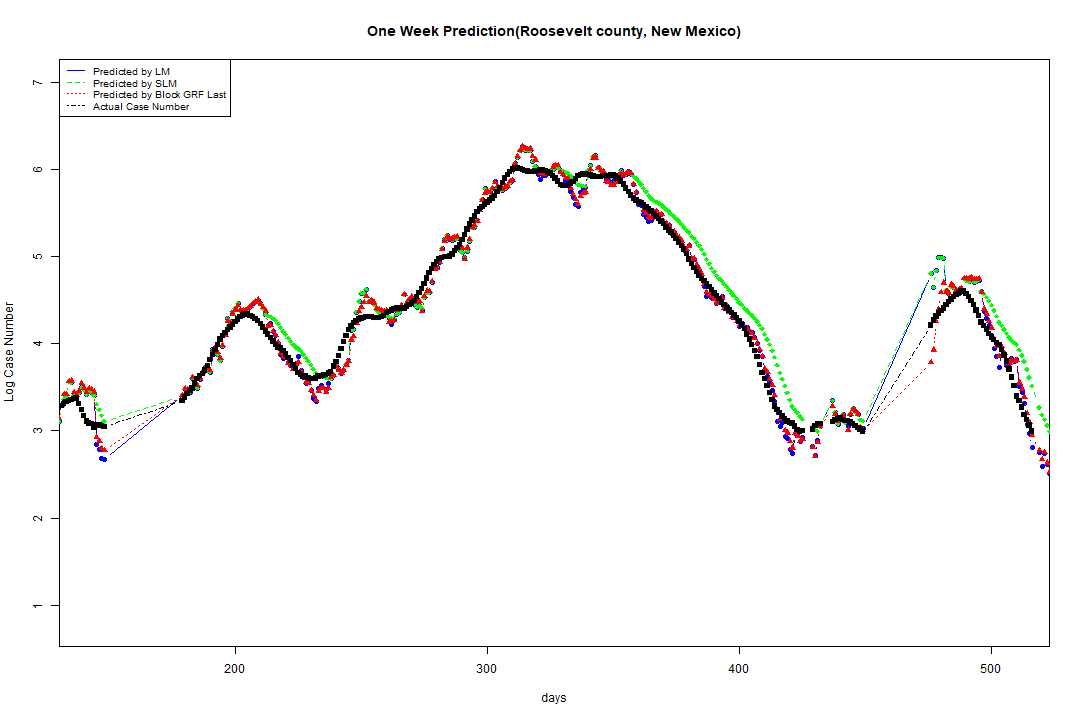 One Week Prediction(Roosevelt county, New Mexico)
Predicted by LM
Predicted by SLM
Predicted by Block GRF Last
Actual Case Number
7
6
5
4
3
2
1
Log Case Number
200 300 400 500
days